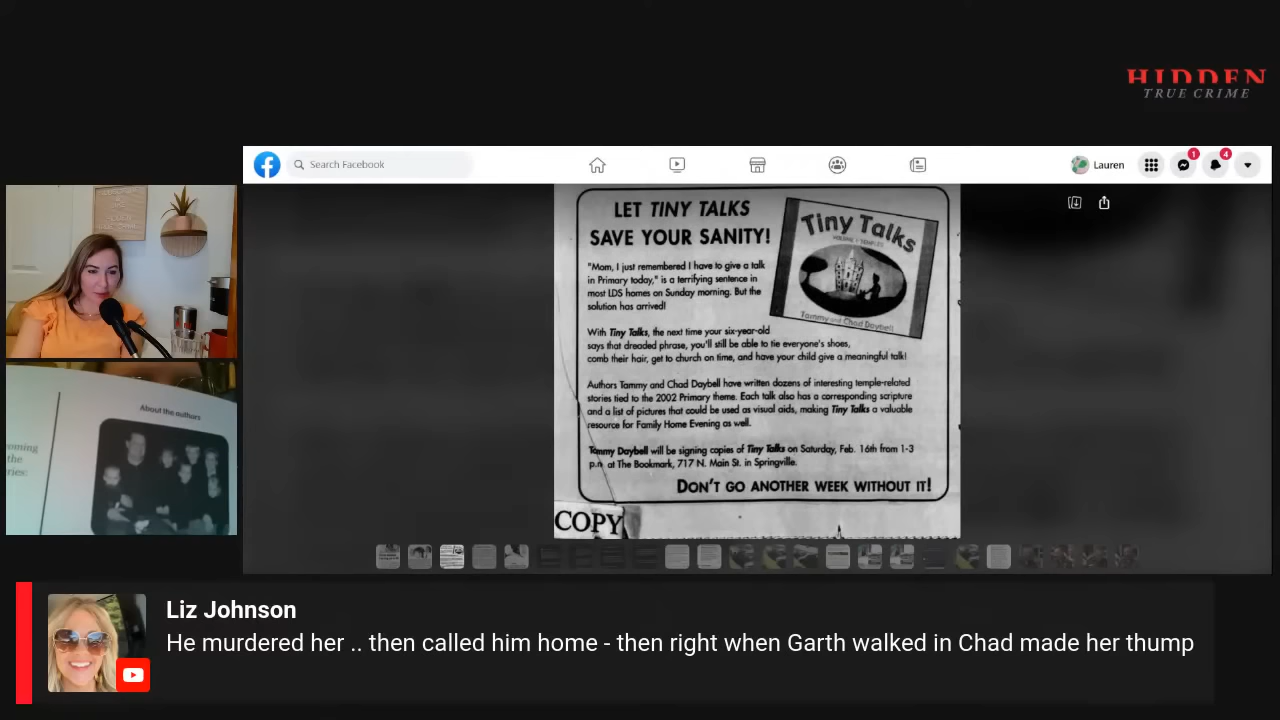 HIDDEN
TRUE CRIME
Search Facebook
Lauren
1
4
LET TINY TALKS
SAVE YOUR SANITY!
"Mom, I just remembered I have to give a talk
in Primary today," is a terrifying sentence in
most LDS homes on Sunday morning. But the
solution has arrived!
With Tiny Talks, the next time your six-year-old
says that dreaded phrase, you'll still be able to tie everyone's shoes,
comb their hair, get to church on time, and have your child give a meaningful talk!
Authors Tammy and Chad Daybell have written dozens of interesting temple-related
stories tied to the 2002 Primary theme. Each talk also has a corresponding scripture
and a list of pictures that could be used as visual aids, making Tiny Talks a valuable
resource for Family Home Evening as well.
Tammy Daybell will be signing copies of Tiny Talks on Saturday, Feb. 16th from 1-3
p.m. at The Bookmark, 717 N. Main St. in Springville.
DON'T GO ANOTHER WEEK WITHOUT IT!
Tiny Talks
Tammy and Chad Daybell
COPY
About the authors
oming
the
ries:
Liz Johnson
He murdered her .. then called him home - then right when Garth walked in Chad made her thump